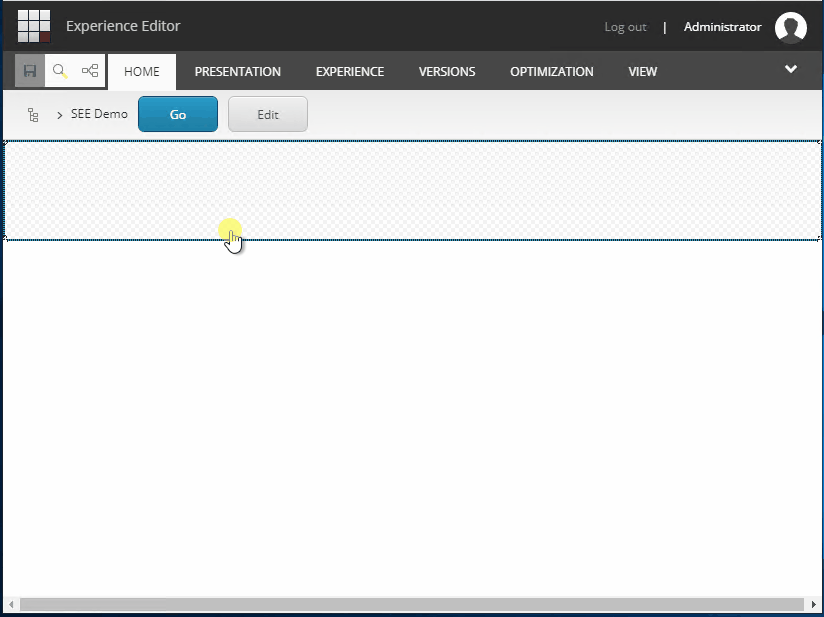 Experience Editor
Log out | Administrator
HOME PRESENTATION EXPERIENCE VERSIONS OPTIMIZATION VIEW
> SEE Demo Go Edit